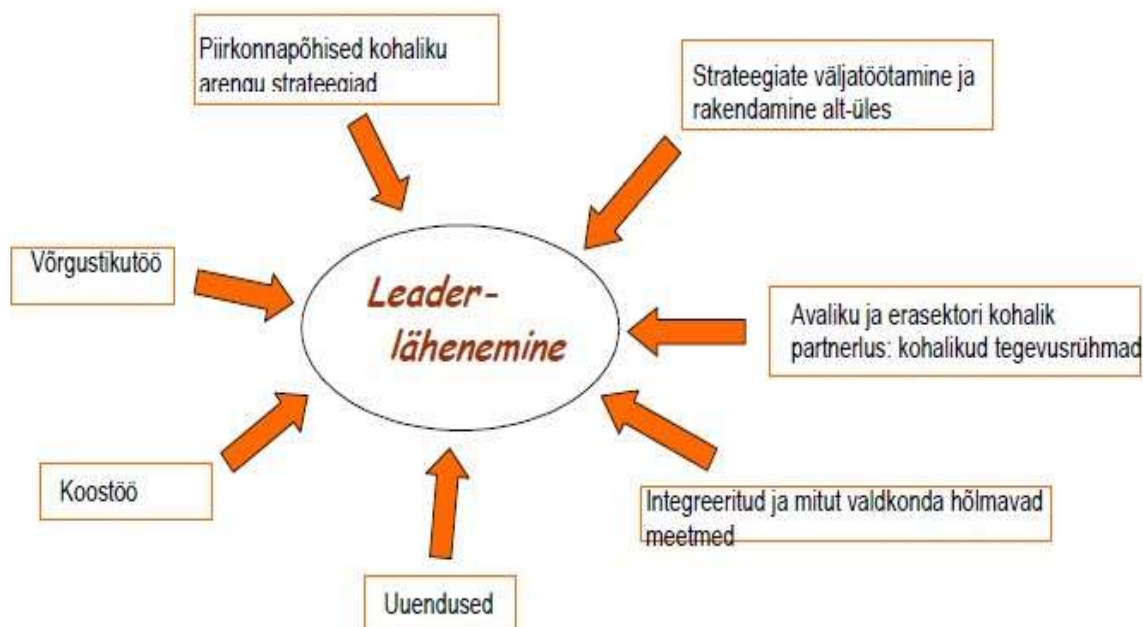 Piirkonnapõhised kohaliku
arengu strateegiad
Strateegiate väljatöötamine ja
rakendamine alt-üles
Võrgustikutöö
Leader-
lähenemine
Avaliku ja erasektori kohalik
partnerlus: kohalikud tegevusrühmad
Koostöö
Integreeritud ja mitut valdkonda hõlmavad
meetmed
Uuendused